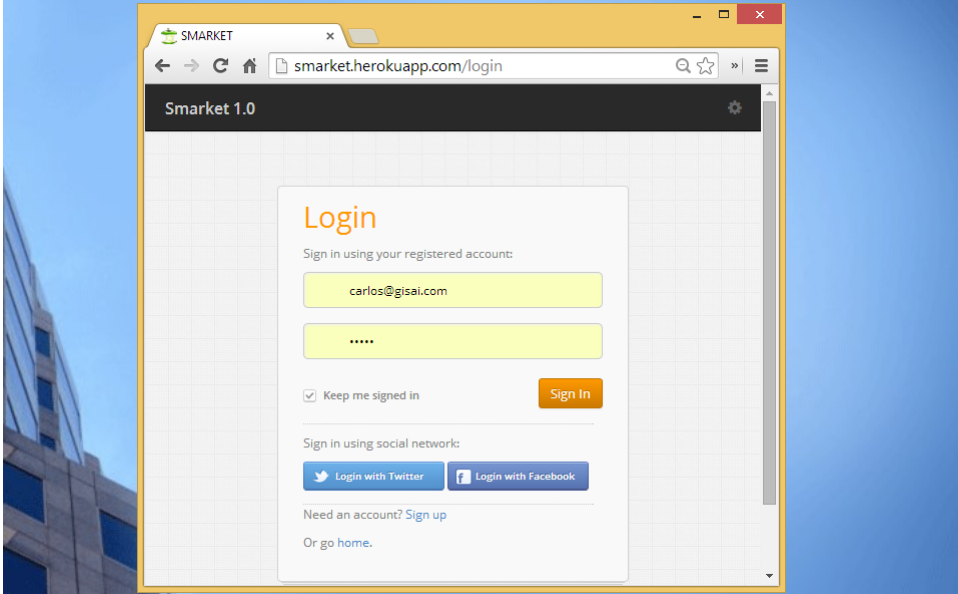 SMARKET
smarket.herokuapp.com/login
Smarket 1.0
Login
Sign in using your registered account:
carlos@gisai.com
•••••
Keep me signed in
Sign In
Sign in using social network:
Login with Twitter
Login with Facebook
Need an account? Sign up
Or go home.